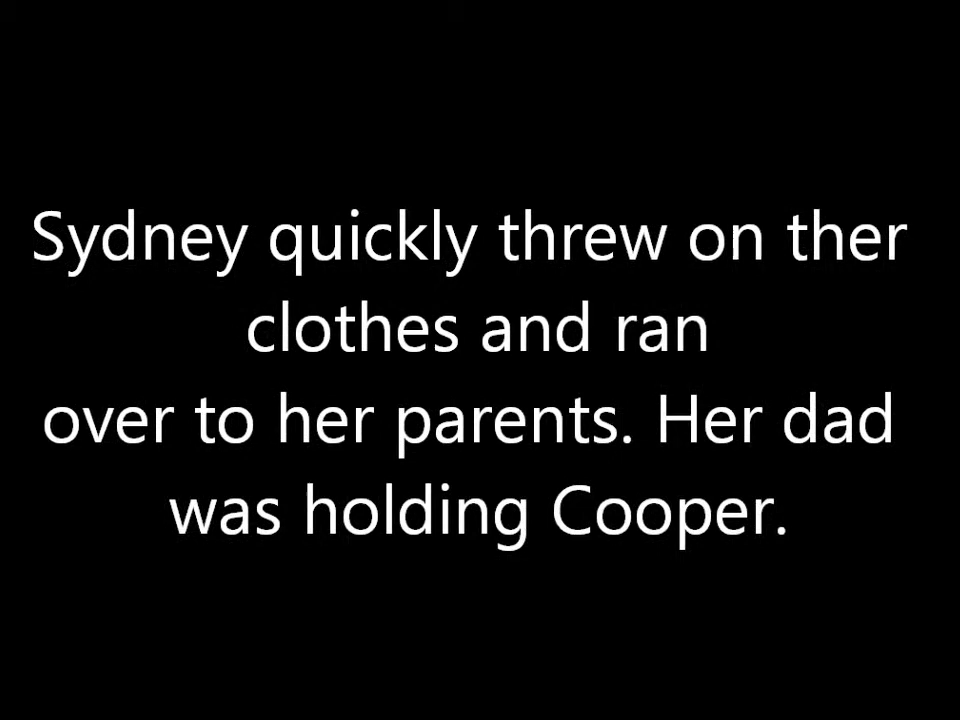 Sydney quickly threw on ther
clothes and ran
over to her parents. Her dad
was holding Cooper.